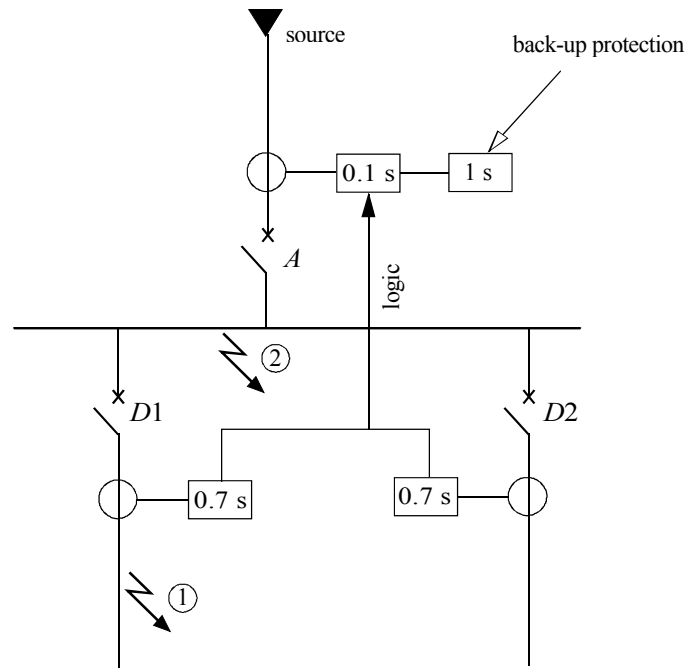 source
back-up protection
0.1 s
1 s
A
logic
2
D1
D2
0.7 s
0.7 s
1